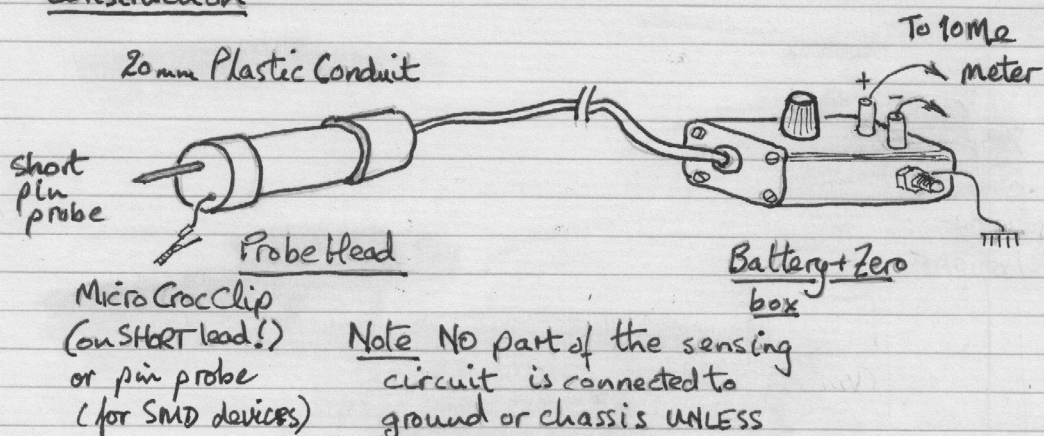 Construction
20mm Plastic Conduit
To 10MΩ
meter
+
-
short
pin
probe
Probe Head
Battery + Zero
box
Micro Croc Clip
(on SHORT lead!)
or pin probe
(for SMD devices)
Note NO part of the sensing
circuit is connected to
ground or chassis UNLESS